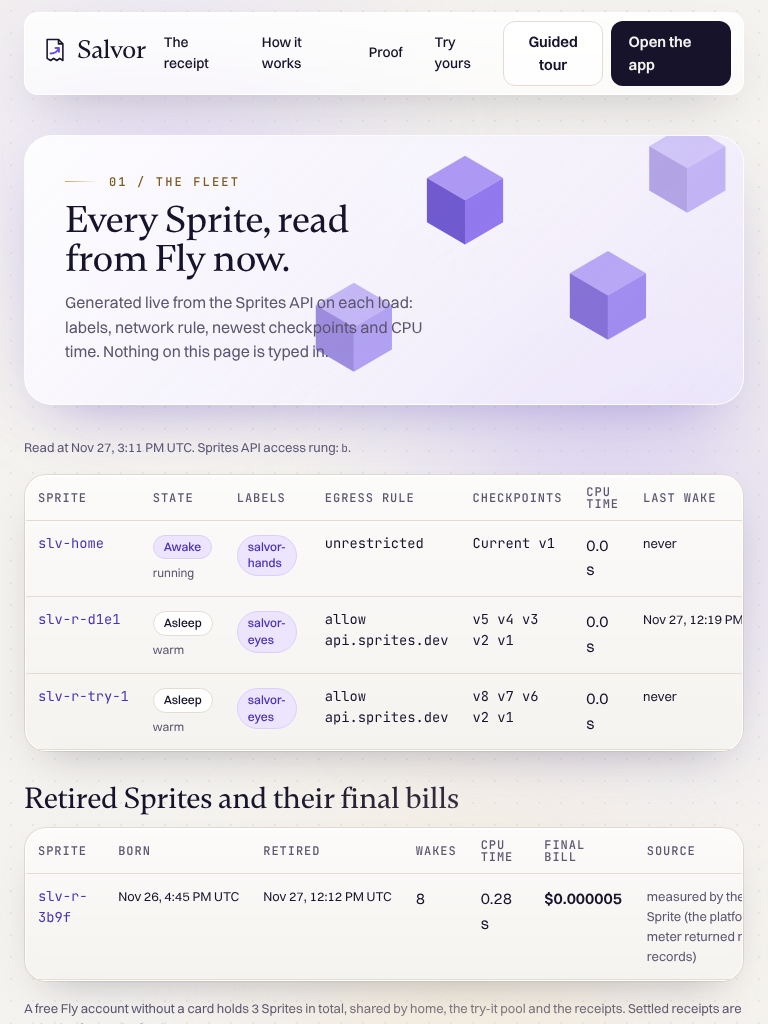 Salvor
The receipt
How it works
Proof
Try yours
Guided tour
Open the app
01 / THE FLEET
Every Sprite, read
from Fly now.
Generated live from the Sprites API on each load:
labels, network rule, newest checkpoints and CPU
time. Nothing on this page is typed in.
Read at Nov 27, 3:11 PM UTC. Sprites API access rung: b.
SPRITE STATE LABELS EGRESS RULE CHECKPOINTS CPU TIME LAST WAKE
slv-home Awake running salvor-hands unrestricted Current v1 0.0 s never
slv-r-d1e1 Asleep warm salvor-eyes allow api.sprites.dev v5 v4 v3 v2 v1 0.0 s Nov 27, 12:19 PM
slv-r-try-1 Asleep warm salvor-eyes allow api.sprites.dev v8 v7 v6 v2 v1 0.0 s never
Retired Sprites and their final bills
SPRITE BORN RETIRED WAKES CPU TIME FINAL BILL SOURCE
slv-r-3b9f Nov 26, 4:45 PM UTC Nov 27, 12:12 PM UTC 8 0.28 s $0.000005 measured by the
Sprite
meter returned
records)
A free Fly account without a card holds 3 Sprites in total, shared by home, the try-it pool and the receipts. Settled receipts are